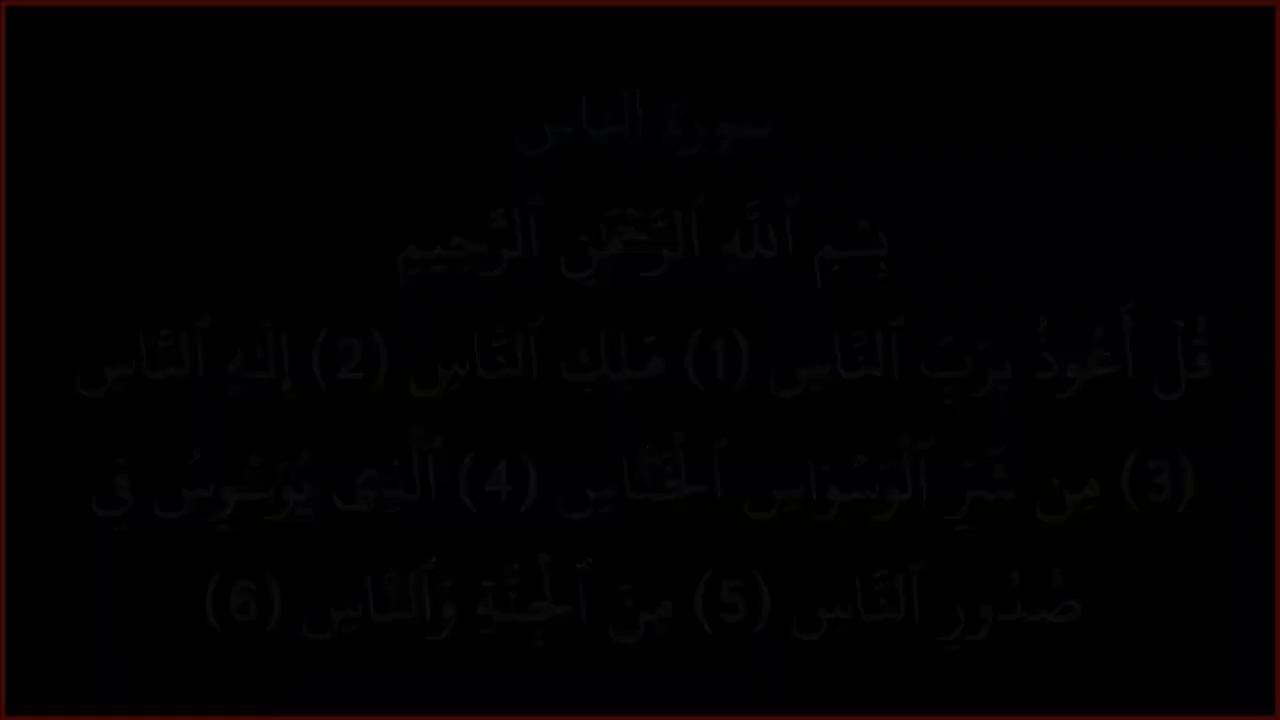 سورة الناس
بِسْمِ ٱللَّهِ ٱلرَّحْمَٰنِ ٱلرَّحِيمِ
قُلْ أَعُوذُ بِرَبِّ ٱلنَّاسِ (1) مَلِكِ ٱلنَّاسِ (2) إِلَٰهِ ٱلنَّاسِ
(3) مِن شَرِّ ٱلْوَسْوَاسِ ٱلْخَنَّاسِ (4) ٱلَّذِى يُوَسْوِسُ فِى
صُدُورِ ٱلنَّاسِ (5) مِنَ ٱلْجِنَّةِ وَٱلنَّاسِ (6)